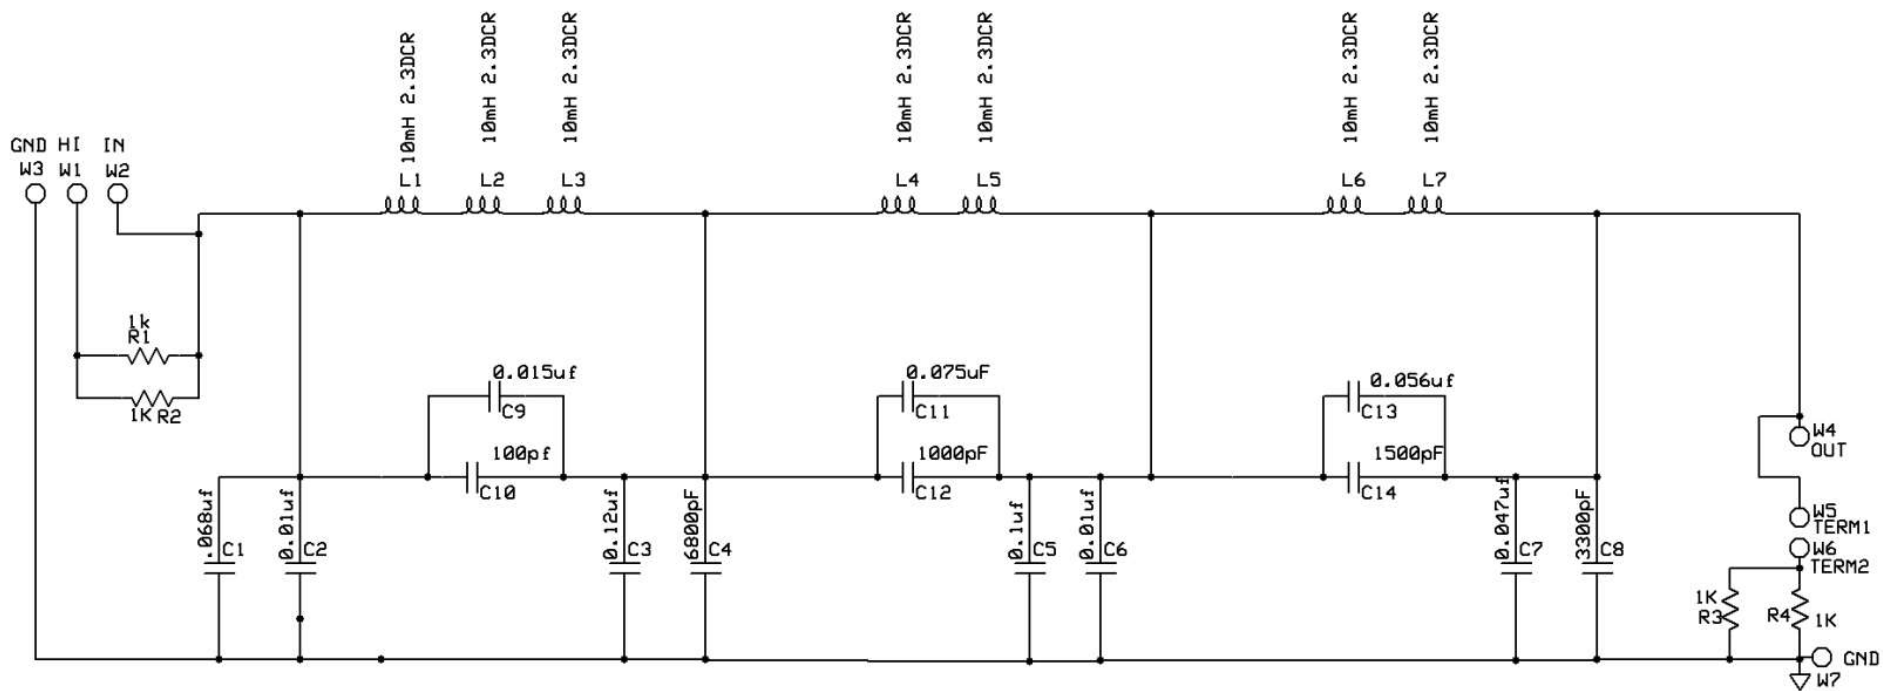 10mH 2.3DCR
10mH 2.3DCR
10mH 2.3DCR
10mH 2.3DCR
10mH 2.3DCR
10mH 2.3DCR
10mH 2.3DCR
GND HI IN
W3 W1 W2
L1
L2
L3
L4
L5
L6
L7
1k
R1
1K R2
0.015uf
C9
100pf
C10
0.075uF
C11
1000pF
C12
0.056uf
C13
1500pF
C14
.068uf
C1
0.01uf
C2
0.12uf
C3
6800pF
C4
0.1uf
C5
0.01uf
C6
0.047uf
C7
3300pF
C8
W4
OUT
W5
TERM1
W6
TERM2
1K
R3
R4
1K
GND
W7